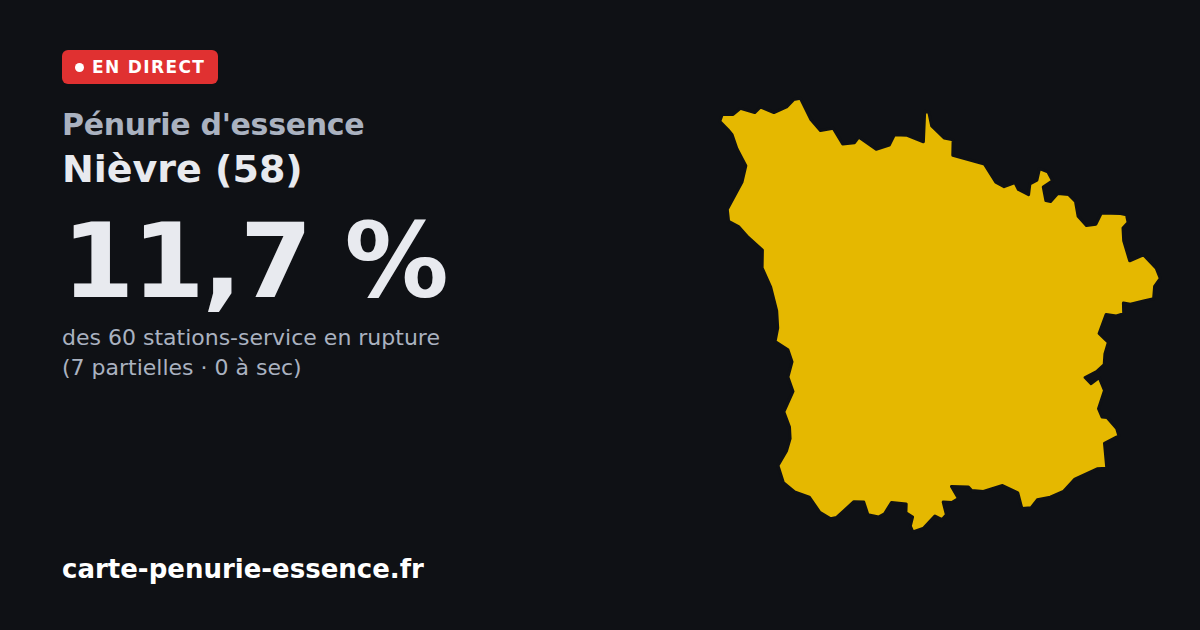 EN DIRECT
Pénurie d'essence
Nièvre (58)
11,7 %
des 60 stations-service en rupture
(7 partielles · 0 à sec)
carte-penurie-essence.fr